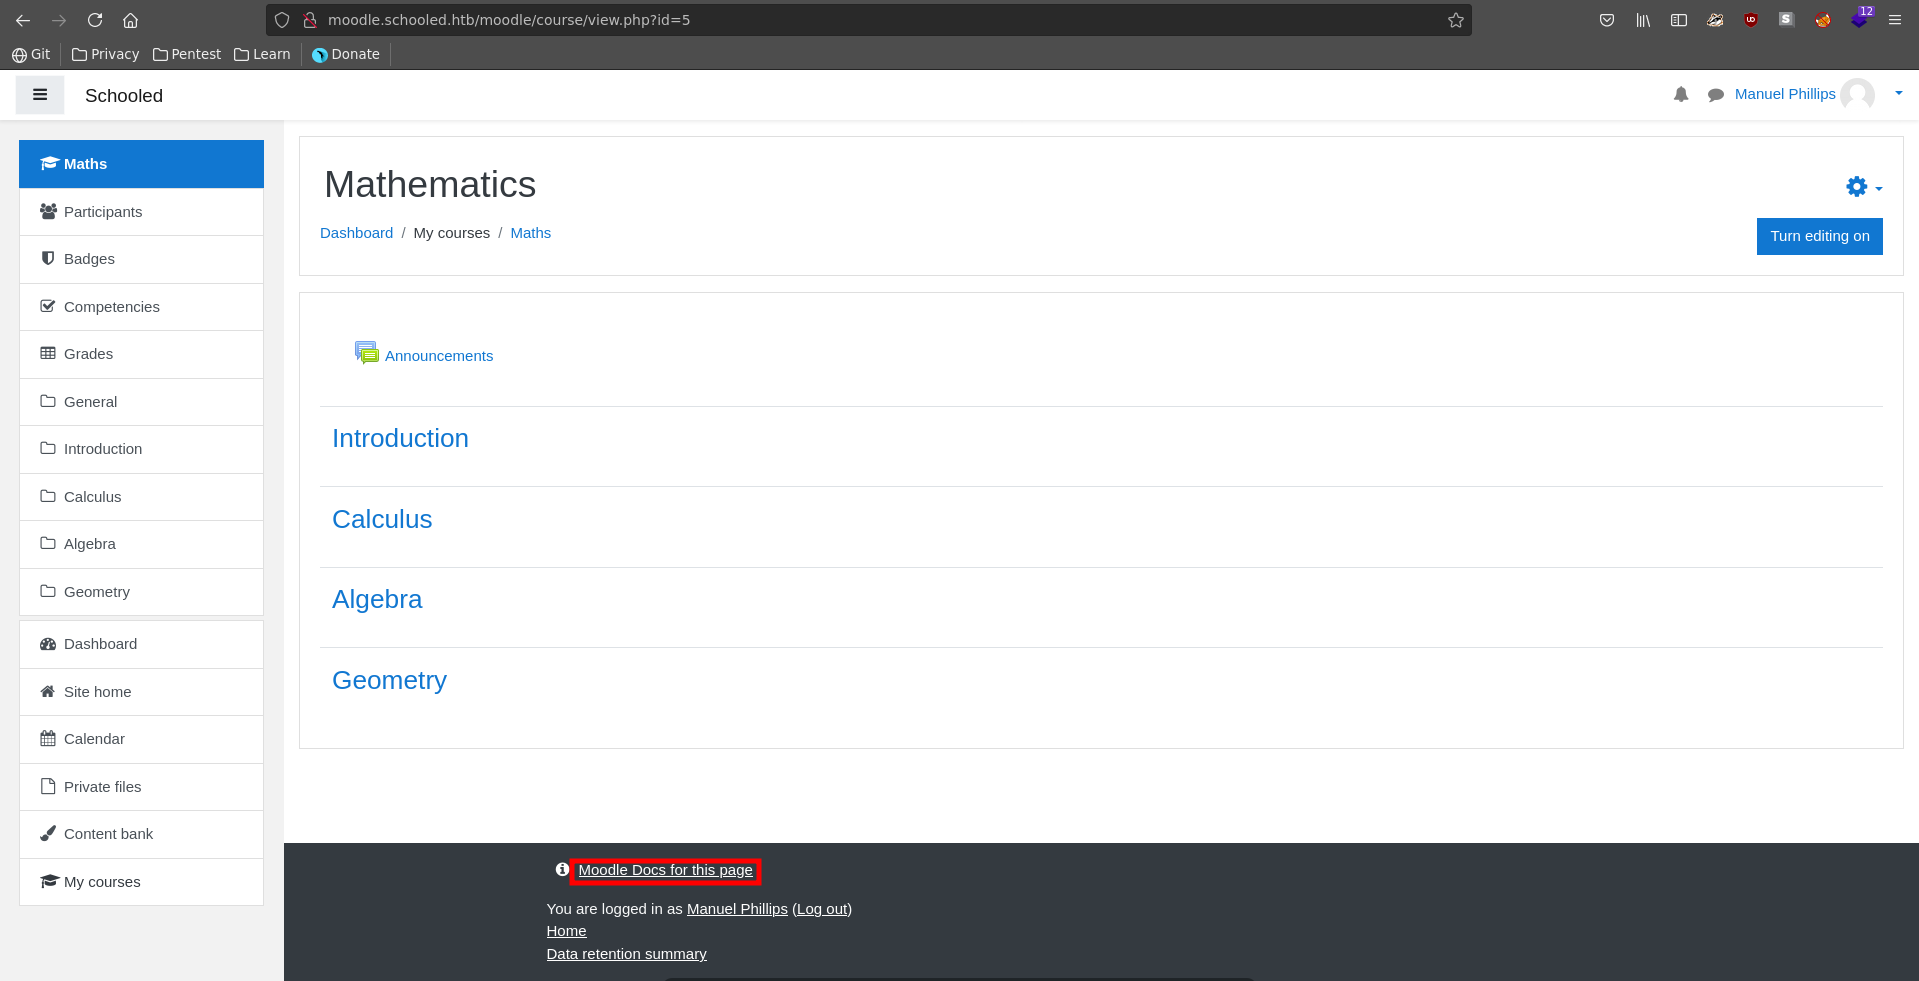 moodle.schooled.htb/moodle/course/view.php?id=5
12
Git Privacy Pentest Learn Donate
Schooled
Manuel Phillips
Maths
Participants
Badges
Competencies
Grades
General
Introduction
Calculus
Algebra
Geometry
Dashboard
Site home
Calendar
Private files
Content bank
My courses
Mathematics
Dashboard / My courses / Maths
Turn editing on
Announcements
Introduction
Calculus
Algebra
Geometry
Moodle Docs for this page
You are logged in as Manuel Phillips (Log out)
Home
Data retention summary